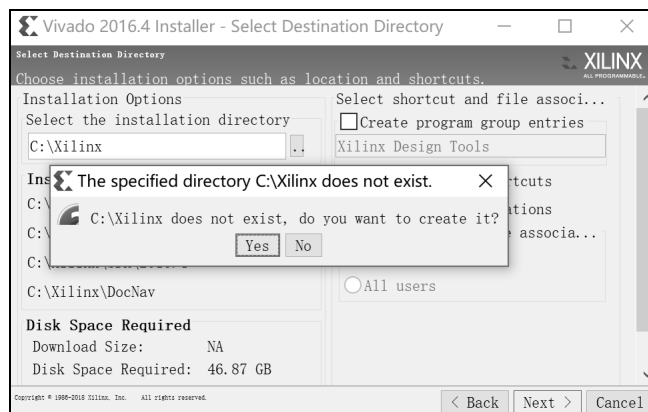 Vivado 2016.4 Installer - Select Destination Directory
Select Destination Directory
Choose installation options such as location and shortcuts.
XILINX
ALL PROGRAMMABLE.
Installation Options
Select the installation directory
C:\Xilinx
..
Select shortcut and file associ...
Create program group entries
Xilinx Design Tools
The specified directory C:\Xilinx does not exist.
C:\Xilinx does not exist, do you want to create it?
Yes No
Ins
C:\
C:\
C:\
C:\Xilinx\DocNav
rtcuts
ations
associa...
All users
Disk Space Required
Download Size: NA
Disk Space Required: 46.87 GB
Copyright © 1986-2018 Xilinx, Inc. All rights reserved.
< Back Next > Cancel